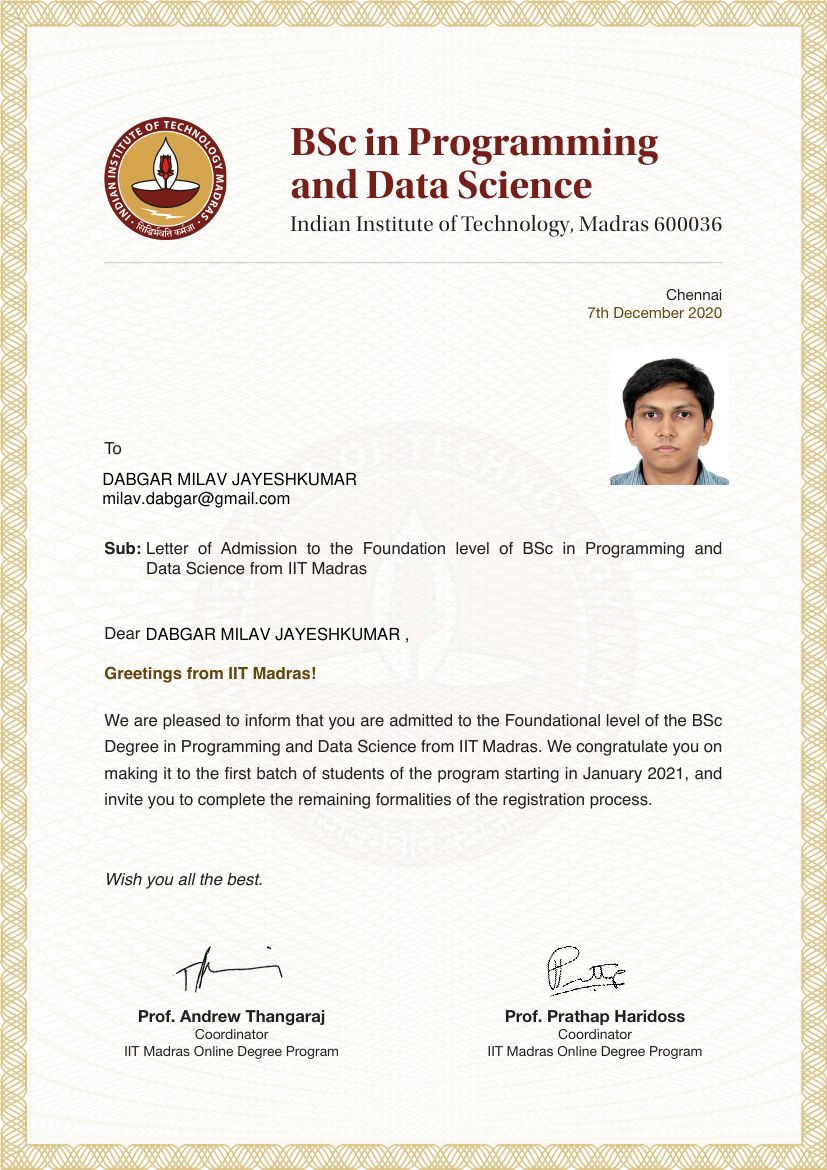 INDIAN INSTITUTE OF TECHNOLOGY MADRAS
सिद्धिर्भवति कर्मजा
BSc in Programming
and Data Science
Indian Institute of Technology, Madras 600036
Chennai
7th December 2020
To
DABGAR MILAV JAYESHKUMAR
milav.dabgar@gmail.com
Sub: Letter of Admission to the Foundation level of BSc in Programming and
Data Science from IIT Madras
Dear DABGAR MILAV JAYESHKUMAR ,
Greetings from IIT Madras!
We are pleased to inform that you are admitted to the Foundational level of the BSc
Degree in Programming and Data Science from IIT Madras. We congratulate you on
making it to the first batch of students of the program starting in January 2021, and
invite you to complete the remaining formalities of the registration process.
Wish you all the best.
Prof. Andrew Thangaraj
Coordinator
IIT Madras Online Degree Program
Prof. Prathap Haridoss
Coordinator
IIT Madras Online Degree Program